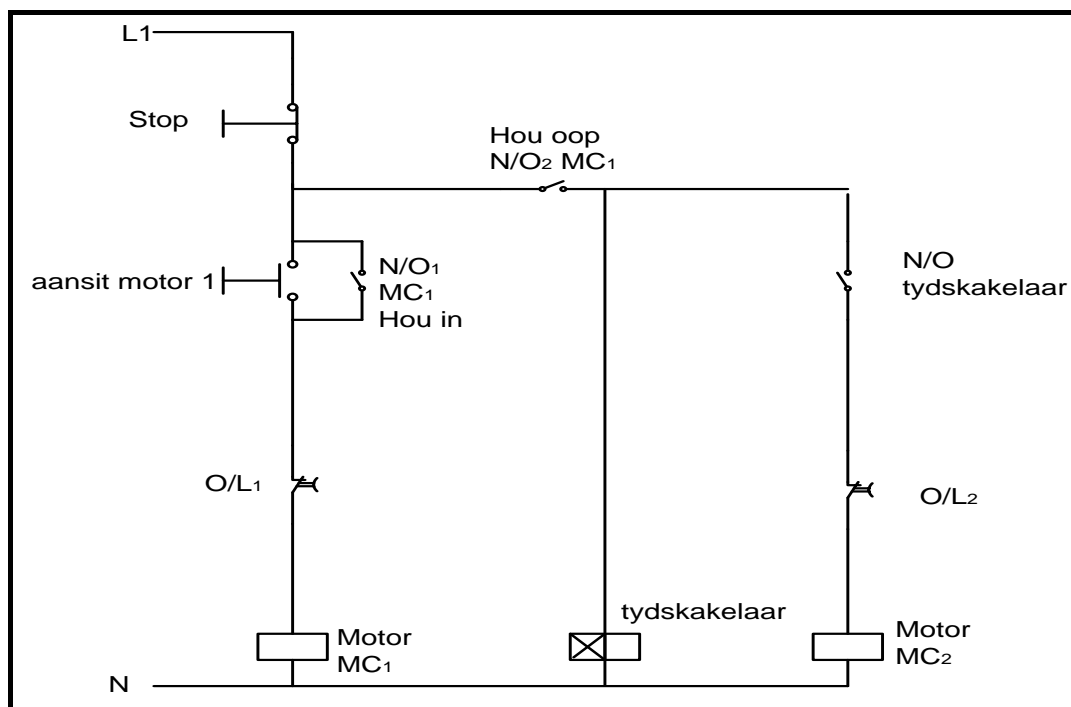 L1
Stop
Hou oop
N/O₂ MC₁
aansit motor 1
N/O₁
MC₁
Hou in
N/O
tydskakelaar
O/L₁
O/L₂
tydskakelaar
Motor
MC₁
Motor
MC₂
N